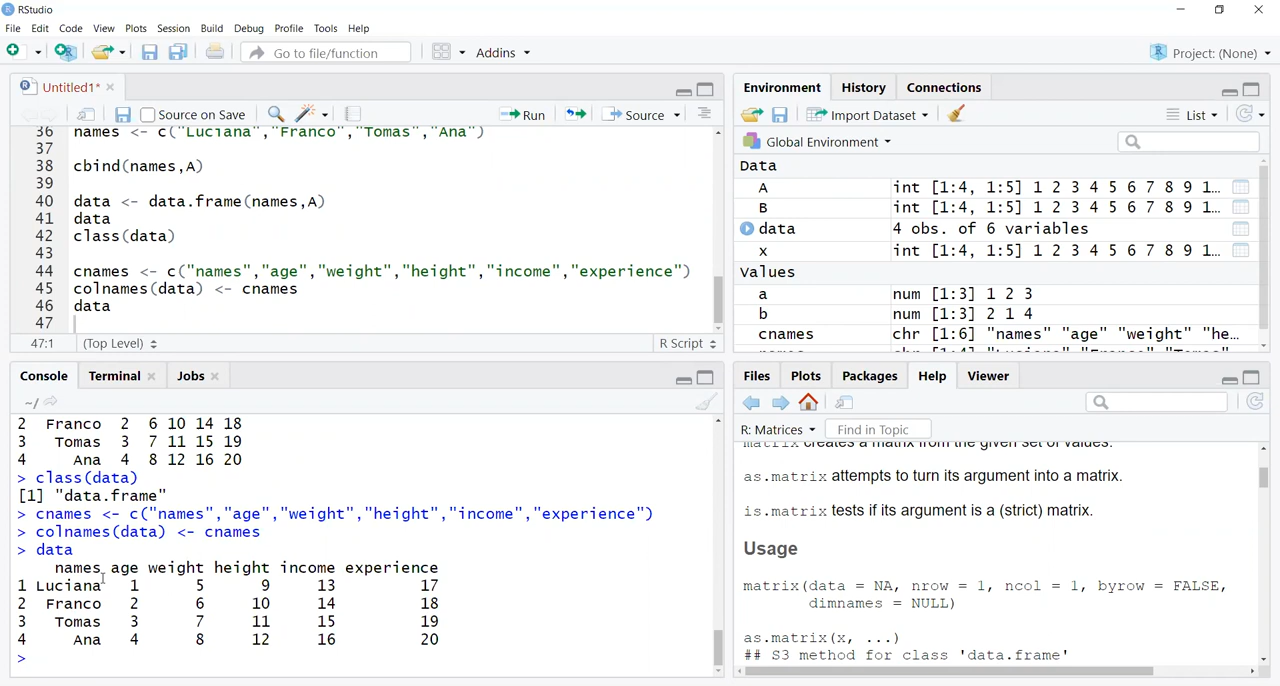 RStudio
File Edit Code View Plots Session Build Debug Profile Tools Help
Go to file/function Addins Project: (None)
Untitled1*
Source on Save Run Source
36 names <- c("Luciana","Franco","Tomas","Ana")
37
38 cbind(names,A)
39
40 data <- data.frame(names,A)
41 data
42 class(data)
43
44 cnames <- c("names","age","weight","height","income","experience")
45 colnames(data) <- cnames
46 data
47
47:1 (Top Level) R Script
Environment History Connections
Import Dataset List
Global Environment
Data
A int [1:4, 1:5] 1 2 3 4 5 6 7 8 9 1…
B int [1:4, 1:5] 1 2 3 4 5 6 7 8 9 1…
data 4 obs. of 6 variables
x int [1:4, 1:5] 1 2 3 4 5 6 7 8 9 1…
Values
a num [1:3] 1 2 3
b num [1:3] 2 1 4
cnames chr [1:6] "names" "age" "weight" "he…
Console Terminal Jobs
~/
2 Franco 2 6 10 14 18
3 Tomas 3 7 11 15 19
4 Ana 4 8 12 16 20
> class(data)
[1] "data.frame"
> cnames <- c("names","age","weight","height","income","experience")
> colnames(data) <- cnames
> data
names age weight height income experience
1 Luciana 1 5 9 13 17
2 Franco 2 6 10 14 18
3 Tomas 3 7 11 15 19
4 Ana 4 8 12 16 20
>
Files Plots Packages Help Viewer
R: Matrices Find in Topic
matrix creates a matrix from the given set of values.
as.matrix attempts to turn its argument into a matrix.
is.matrix tests if its argument is a (strict) matrix.
Usage
matrix(data = NA, nrow = 1, ncol = 1, byrow = FALSE,
dimnames = NULL)
as.matrix(x, ...)
## S3 method for class 'data.frame'